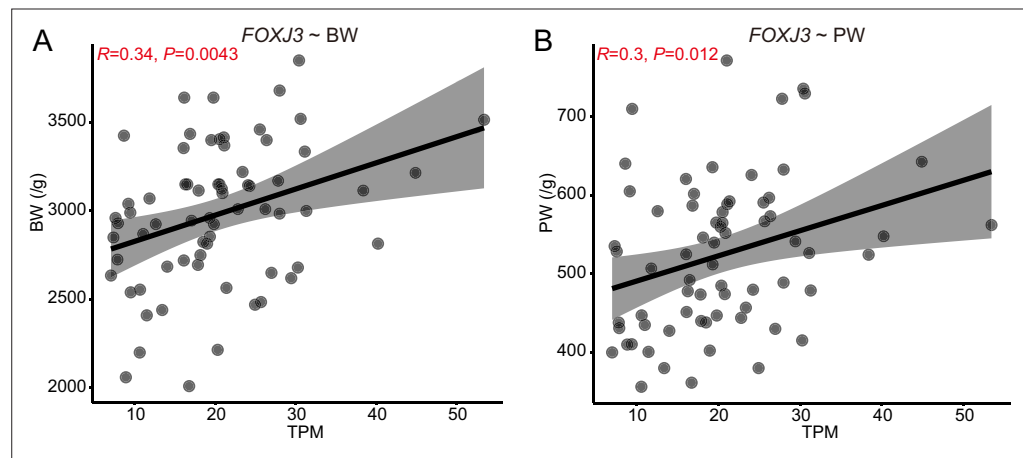 A
FOXJ3 ~ BW
R=0.34, P=0.0043
BW (/g)
3500
3000
2500
2000
10 20 30 40 50
TPM
B
FOXJ3 ~ PW
R=0.3, P=0.012
PW (/g)
700
600
500
400
10 20 30 40 50
TPM